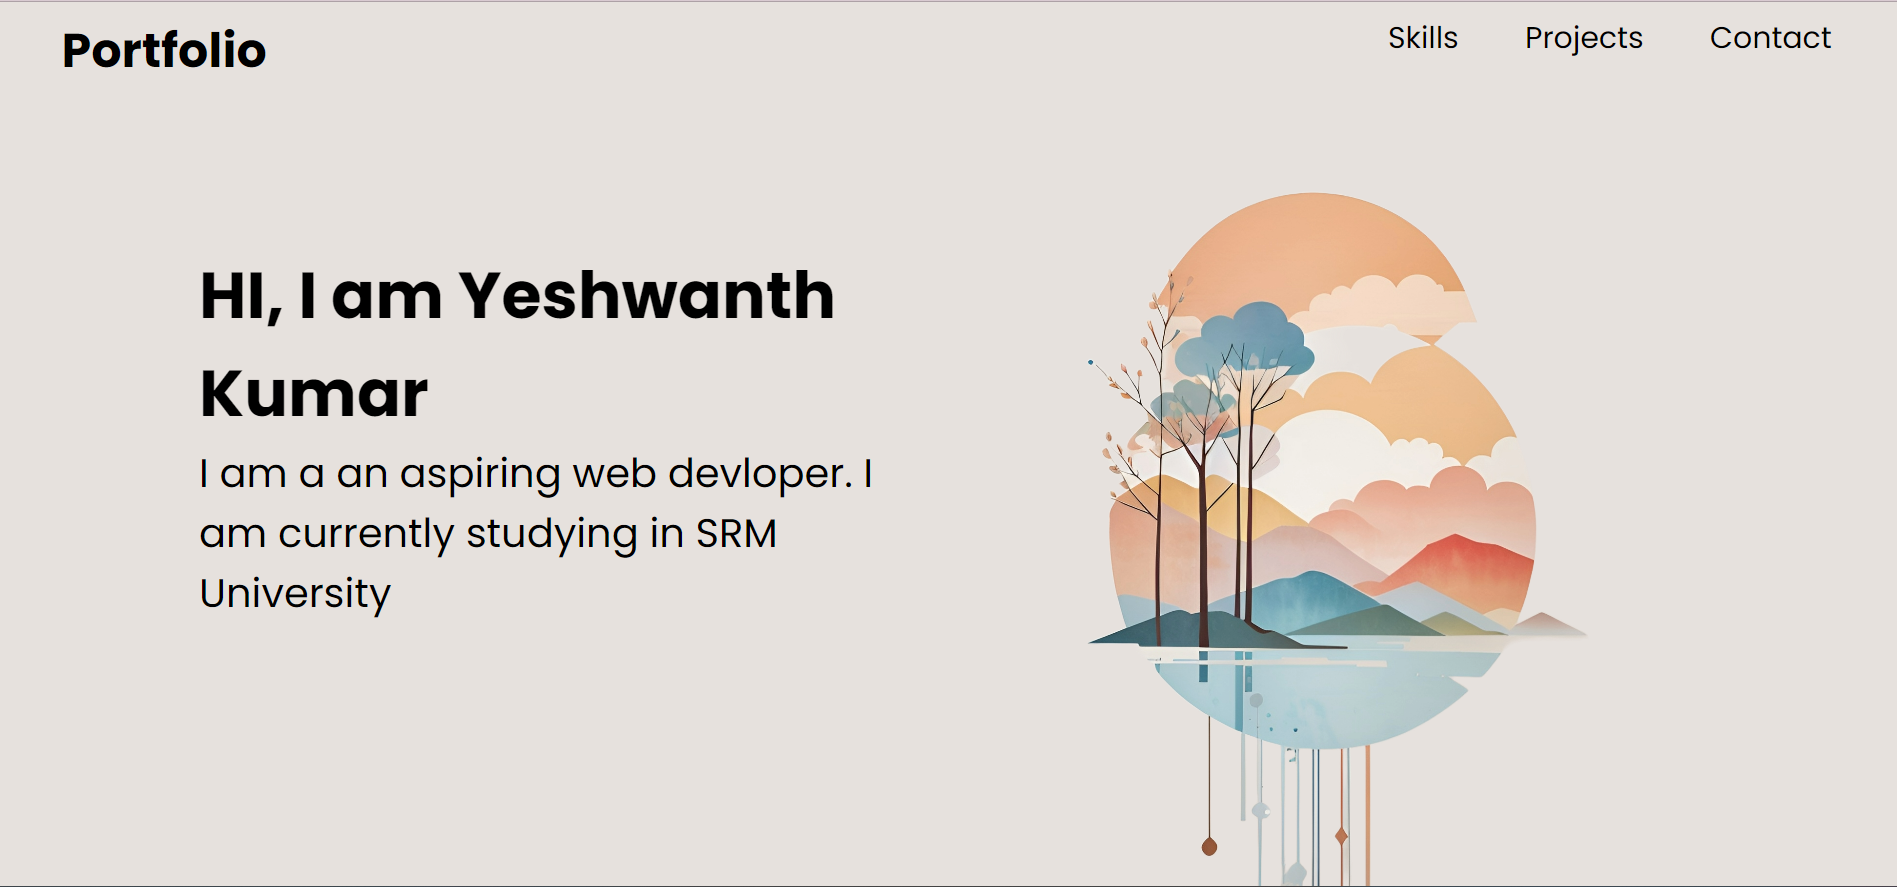 Portfolio
Skills Projects Contact
HI, I am Yeshwanth
Kumar
I am a an aspiring web devloper. I
am currently studying in SRM
University